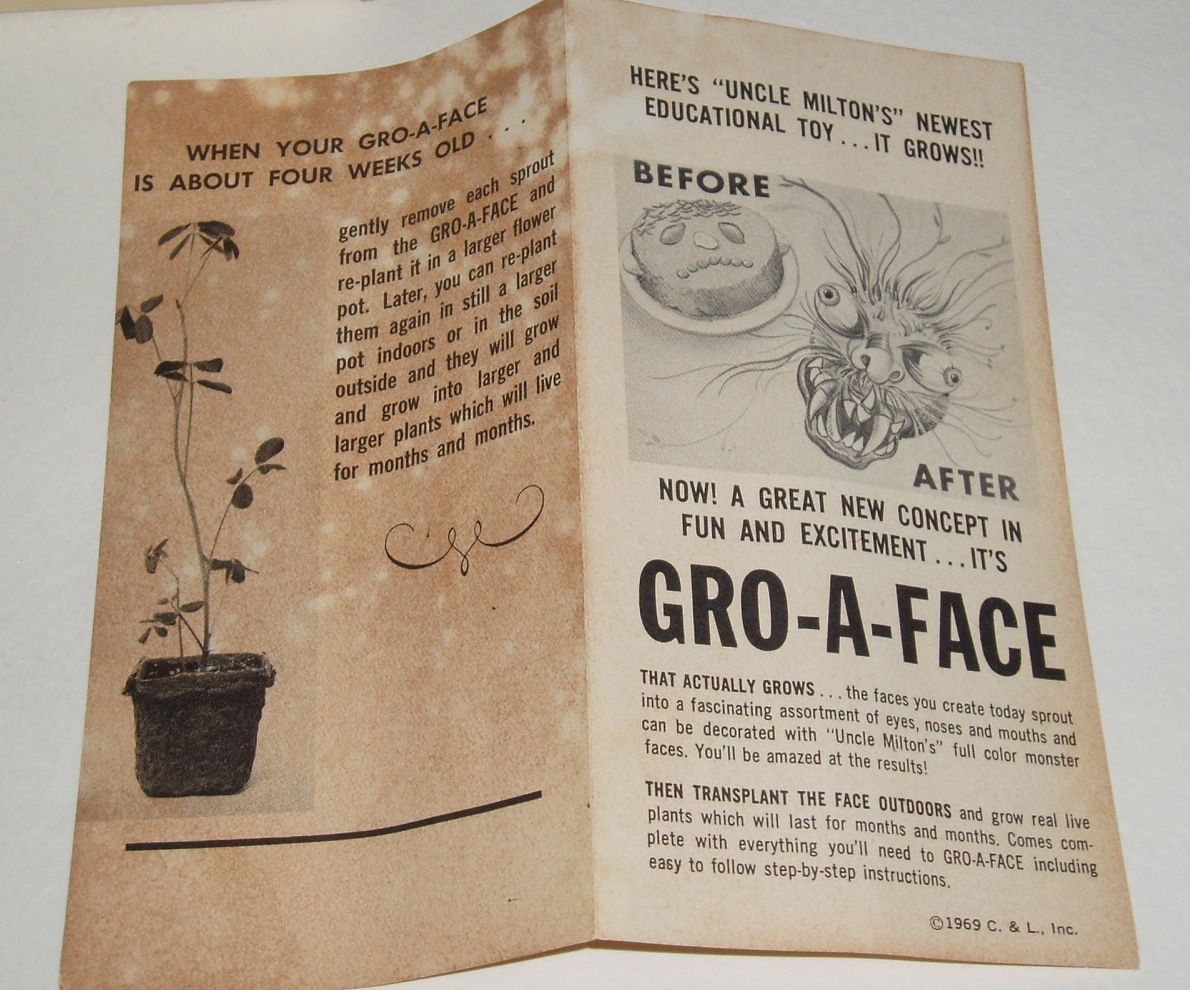 WHEN YOUR GRO-A-FACE
IS ABOUT FOUR WEEKS OLD . . .
gently remove each sprout
from the GRO-A-FACE and
re-plant it in a larger flower
pot. Later, you can re-plant
them again in still a larger
pot indoors or in the soil
outside and they will grow
and grow into larger and
larger plants which will live
for months and months.
HERE'S "UNCLE MILTON'S" NEWEST
EDUCATIONAL TOY . . . IT GROWS!!
BEFORE
AFTER
NOW! A GREAT NEW CONCEPT IN
FUN AND EXCITEMENT . . . IT'S
GRO-A-FACE
THAT ACTUALLY GROWS . . . the faces you create today sprout
into a fascinating assortment of eyes, noses and mouths and
can be decorated with "Uncle Milton's" full color monster
faces. You'll be amazed at the results!
THEN TRANSPLANT THE FACE OUTDOORS and grow real live
plants which will last for months and months. Comes com-
plete with everything you'll need to GRO-A-FACE including
easy to follow step-by-step instructions.
©1969 C. & L., Inc.